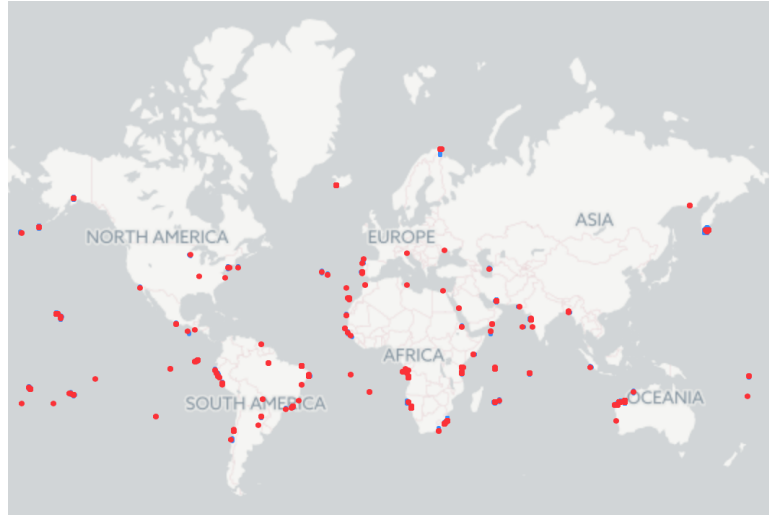 ASIA
NORTH AMERICA
EUROPE
AFRICA
SOUTH AMERICA
OCEANIA